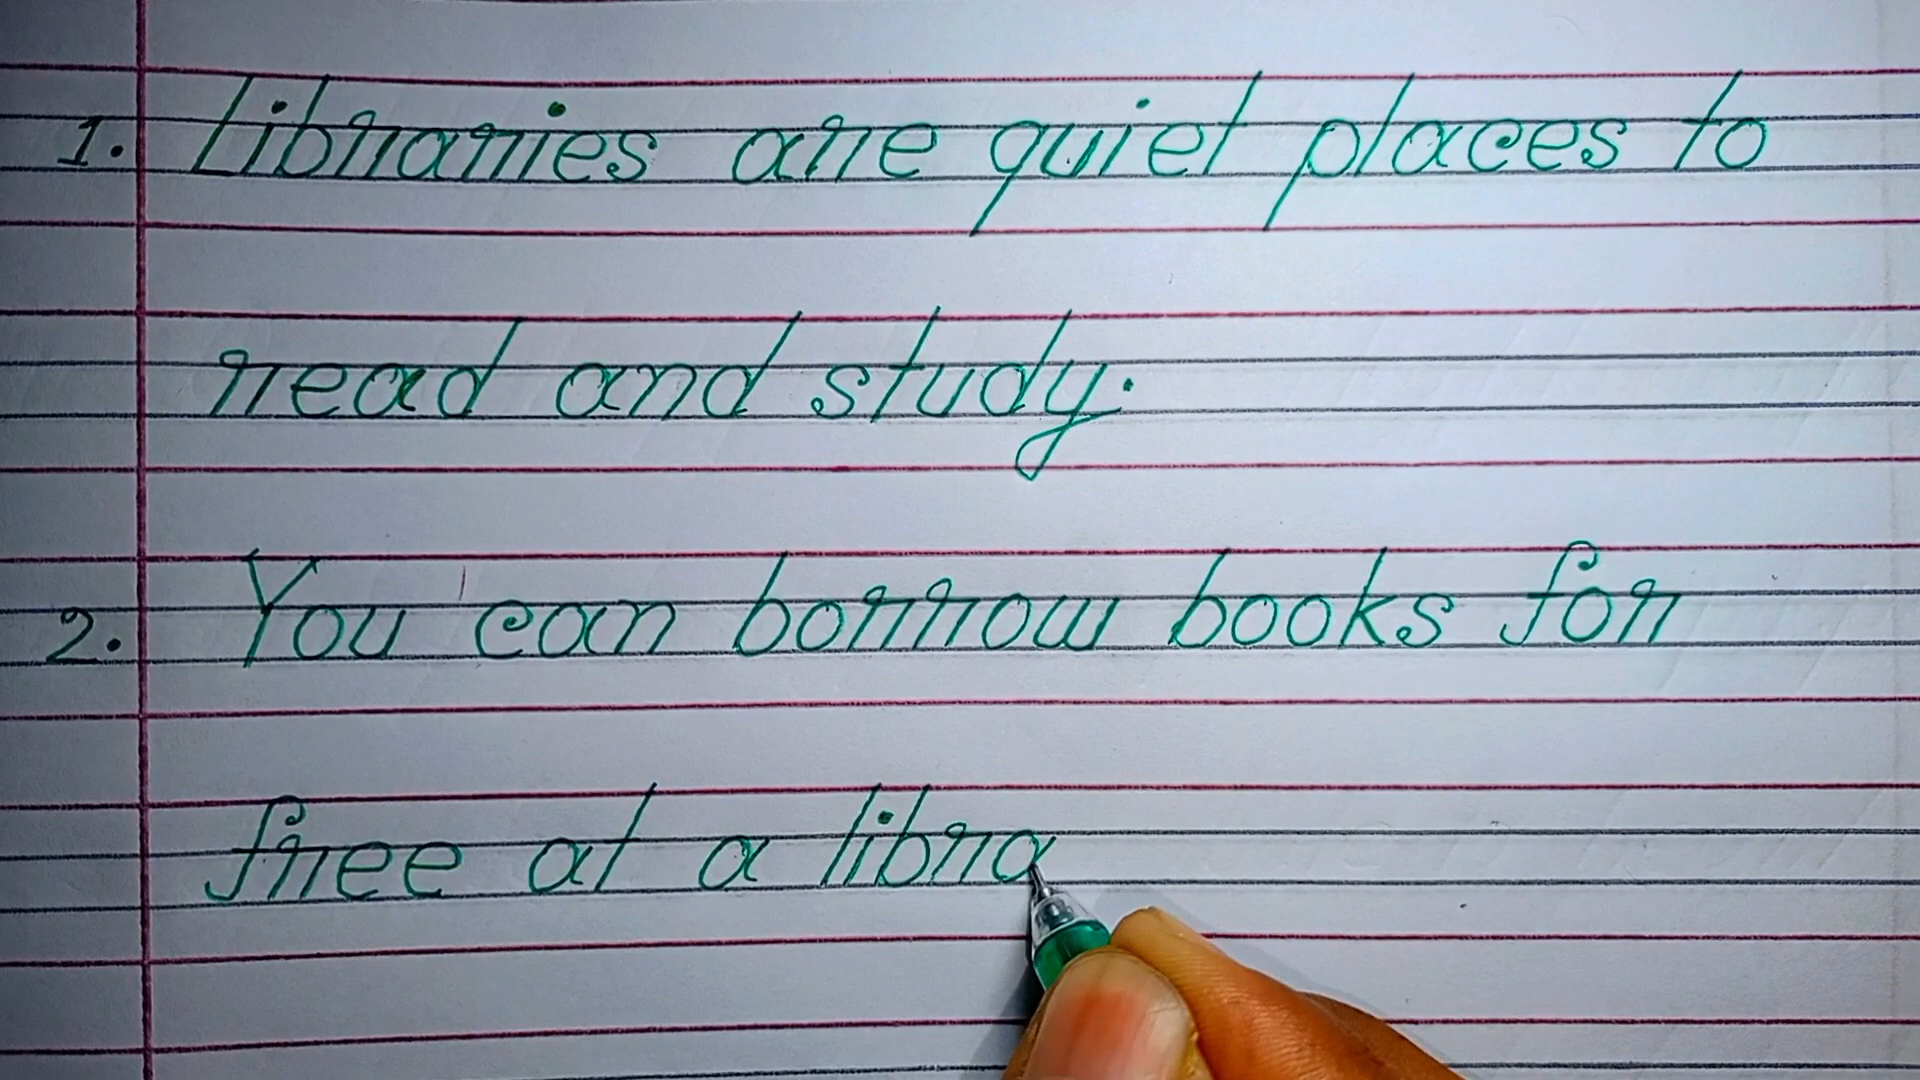 1. Libraries are quiet places to
read and study.
2. You can borrow books for
free at a libra